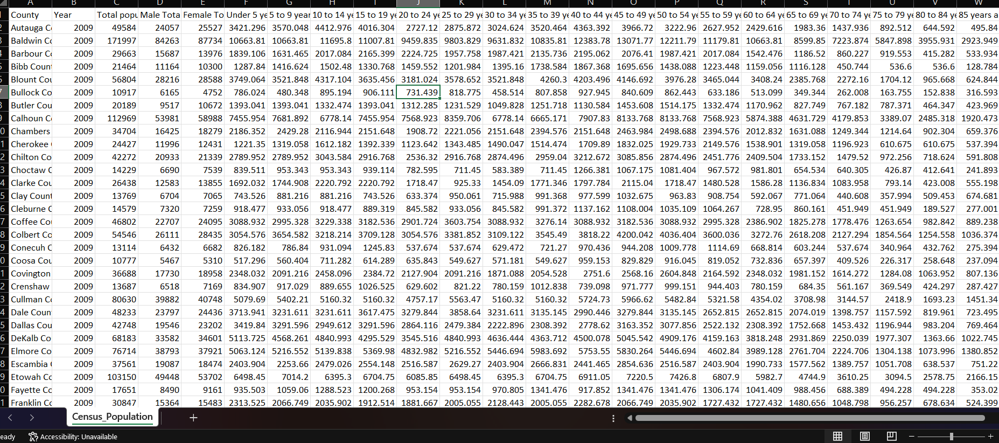 A B C D E F G H I J K L M N O P Q R S T U V W
1 County Year Total popu Male Tota Female To Under 5 ye 5 to 9 year 10 to 14 ye 15 to 19 ye 20 to 24 ye 25 to 29 ye 30 to 34 ye 35 to 39 ye 40 to 44 ye 45 to 49 ye 50 to 54 ye 55 to 59 ye 60 to 64 ye 65 to 69 ye 70 to 74 ye 75 to 79 ye 80 to 84 ye 85 years a
2 Autauga C 2009 49584 24057 25527 3421.296 3570.048 4412.976 4016.304 2727.12 2875.872 3024.624 3520.464 4363.392 3966.72 3222.96 2627.952 2429.616 1983.36 1437.936 892.512 644.592 495.84
3 Baldwin Co 2009 171997 84263 87734 10663.81 10663.81 11695.8 11007.81 9459.835 9803.829 9631.832 10835.81 12383.78 13071.77 12211.79 11179.81 10663.81 8599.85 7223.874 5847.898 3955.931 2923.949
4 Barbour Co 2009 29663 15687 13976 1839.106 1631.465 2017.084 2165.399 2224.725 1957.758 1987.421 2135.736 2195.062 2076.41 1987.421 2017.084 1542.476 1186.52 860.227 919.553 415.282 533.934
5 Bibb Count 2009 21464 11164 10300 1287.84 1416.624 1502.48 1330.768 1459.552 1201.984 1395.16 1738.584 1867.368 1695.656 1438.088 1223.448 1159.056 1116.128 450.744 536.6 536.6 128.784
6 Blount Cou 2009 56804 28216 28588 3749.064 3521.848 4317.104 3635.456 3181.024 3578.652 3521.848 4260.3 4203.496 4146.692 3976.28 3465.044 3408.24 2385.768 2272.16 1704.12 965.668 624.844
7 Bullock Co 2009 10917 6165 4752 786.024 480.348 895.194 906.111 731.439 818.775 458.514 807.858 927.945 840.609 862.443 633.186 513.099 349.344 262.008 163.755 152.838 316.593
8 Butler Cou 2009 20189 9517 10672 1393.041 1393.041 1332.474 1393.041 1312.285 1231.529 1049.828 1251.718 1130.584 1453.608 1514.175 1332.474 1170.962 827.749 767.182 787.371 464.347 423.969
9 Calhoun C 2009 112969 53981 58988 7455.954 7681.892 6778.14 7455.954 7568.923 8359.706 6778.14 6665.171 7907.83 8133.768 8133.768 7568.923 5874.388 4631.729 4179.853 3389.07 2485.318 1920.473
0 Chambers 2009 34704 16425 18279 2186.352 2429.28 2116.944 2151.648 1908.72 2221.056 2151.648 2394.576 2151.648 2463.984 2498.688 2394.576 2012.832 1631.088 1249.344 1214.64 902.304 659.376
1 Cherokee 2009 24427 11996 12431 1221.35 1319.058 1612.182 1392.339 1123.642 1343.485 1490.047 1514.474 1709.89 1832.025 1929.733 2149.576 1538.901 1319.058 1196.923 610.675 610.675 537.394
2 Chilton Co 2009 42272 20933 21339 2789.952 2789.952 3043.584 2916.768 2536.32 2916.768 2874.496 2959.04 3212.672 3085.856 2874.496 2451.776 2409.504 1733.152 1479.52 972.256 718.624 591.808
3 Choctaw C 2009 14229 6690 7539 839.511 953.343 953.343 939.114 782.595 711.45 583.389 711.45 1266.381 1067.175 1081.404 967.572 981.801 654.534 640.305 426.87 412.641 241.893
4 Clarke Cou 2009 26438 12583 13855 1692.032 1744.908 2220.792 2220.792 1718.47 925.33 1454.09 1771.346 1797.784 2115.04 1718.47 1480.528 1586.28 1136.834 1083.958 793.14 423.008 555.198
5 Clay Count 2009 13769 6704 7065 743.526 881.216 881.216 743.526 633.374 950.061 715.988 991.368 977.599 1032.675 963.83 908.754 592.067 771.064 440.608 357.994 509.453 674.681
6 Cleburne C 2009 14579 7320 7259 918.477 933.056 918.477 889.319 845.582 933.056 845.582 991.372 1137.162 1108.004 1035.109 1064.267 728.95 860.161 451.949 451.949 189.527 277.001
7 Coffee Cou 2009 46802 22707 24095 3088.932 2995.328 3229.338 3182.536 2901.724 3603.754 3088.932 3276.14 3088.932 3182.536 3088.932 2995.328 2386.902 1825.278 1778.476 1263.654 982.842 889.238
8 Colbert Co 2009 54546 26111 28435 3054.576 3654.582 3218.214 3709.128 3054.576 3381.852 3109.122 3545.49 3818.22 4200.042 4036.404 3600.036 3272.76 2618.208 2127.294 1854.564 1254.558 1036.374
9 Conecuh C 2009 13114 6432 6682 826.182 786.84 931.094 1245.83 537.674 537.674 629.472 721.27 970.436 944.208 1009.778 1114.69 668.814 603.244 537.674 340.964 432.762 275.394
0 Coosa Cou 2009 10777 5467 5310 517.296 560.404 711.282 614.289 635.843 549.627 571.181 549.627 959.153 829.829 916.045 819.052 732.836 657.397 409.526 226.317 258.648 237.094
1 Covington 2009 36688 17730 18958 2348.032 2091.216 2458.096 2384.72 2127.904 2091.216 1871.088 2054.528 2751.6 2568.16 2604.848 2164.592 2348.032 1981.152 1614.272 1284.08 1063.952 807.136
2 Crenshaw 2009 13687 6518 7169 834.907 917.029 889.655 1026.525 629.602 821.22 780.159 1012.838 739.098 971.777 999.151 944.403 780.159 684.35 561.167 369.549 424.297 287.427
3 Cullman C 2009 80630 39882 40748 5079.69 5402.21 5160.32 5160.32 4757.17 5563.47 5160.32 5160.32 5724.73 5966.62 5482.84 5321.58 4354.02 3708.98 3144.57 2418.9 1693.23 1451.34
4 Dale Coun 2009 48233 23797 24436 3713.941 3231.611 3231.611 3617.475 3279.844 3858.64 3231.611 3135.145 2990.446 3279.844 3135.145 2652.815 2652.815 2074.019 1398.757 1157.592 819.961 723.495
5 Dallas Cou 2009 42748 19546 23202 3419.84 3291.596 2949.612 3291.596 2864.116 2479.384 2222.896 2308.392 2778.62 3163.352 3077.856 2522.132 2308.392 1752.668 1453.432 1196.944 983.204 769.464
6 DeKalb Co 2009 68183 33582 34601 5113.725 4568.261 4840.993 4295.529 3545.516 4840.993 4636.444 4363.712 4500.078 5045.542 4909.176 4159.163 3818.248 2931.869 2250.039 1977.307 1363.66 1022.745
7 Elmore Co 2009 76714 38793 37921 5063.124 5216.552 5139.838 5369.98 4832.982 5216.552 5446.694 5983.692 5753.55 5830.264 5446.694 4602.84 3989.128 2761.704 2224.706 1304.138 1073.996 1380.852
8 Escambia 2009 37561 19087 18474 2403.904 2253.66 2479.026 2554.148 2516.587 2629.27 2403.904 2666.831 2441.465 2854.636 2516.587 2403.904 1990.733 1577.562 1389.757 1051.708 638.537 751.22
9 Etowah Co 2009 103150 49448 53702 6498.45 7014.2 6395.3 6704.75 6085.85 6498.45 6395.3 6704.75 6911.05 7220.5 7426.8 6807.9 5982.7 4744.9 3610.25 3094.5 2578.75 2166.15
0 Fayette Co 2009 17651 8490 9161 935.503 1059.06 1288.523 1200.268 953.154 953.154 970.805 1341.476 917.852 1341.476 1341.476 1306.174 1041.409 988.456 688.389 494.228 494.228 353.02
1 Franklin Co 2009 30847 15364 15483 2313.525 2066.749 2035.902 1912.514 1881.667 2005.055 2128.443 2005.055 2282.678 2066.749 2035.902 1727.432 1727.432 1480.656 1048.798 956.257 678.634 524.399
Census_Population
eady Accessibility: Unavailable